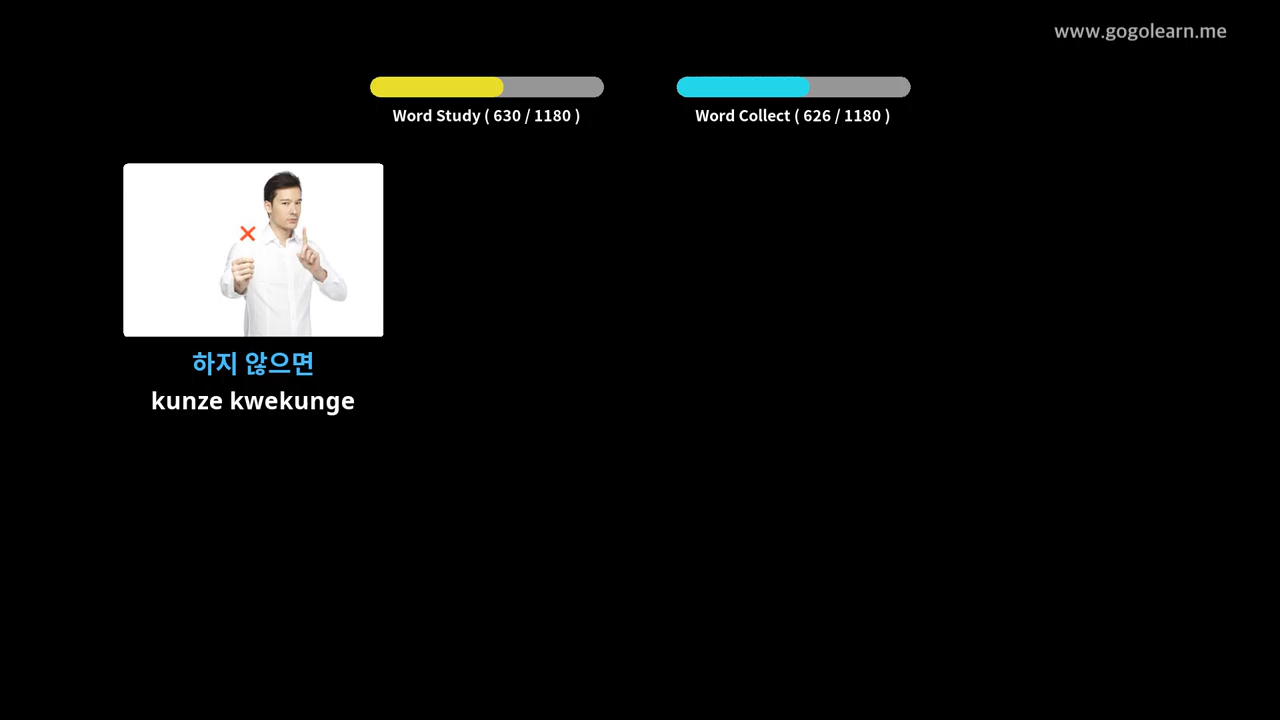 www.gogolearn.me
Word Study ( 630 / 1180 )
Word Collect ( 626 / 1180 )
하지 않으면
kunze kwekunge